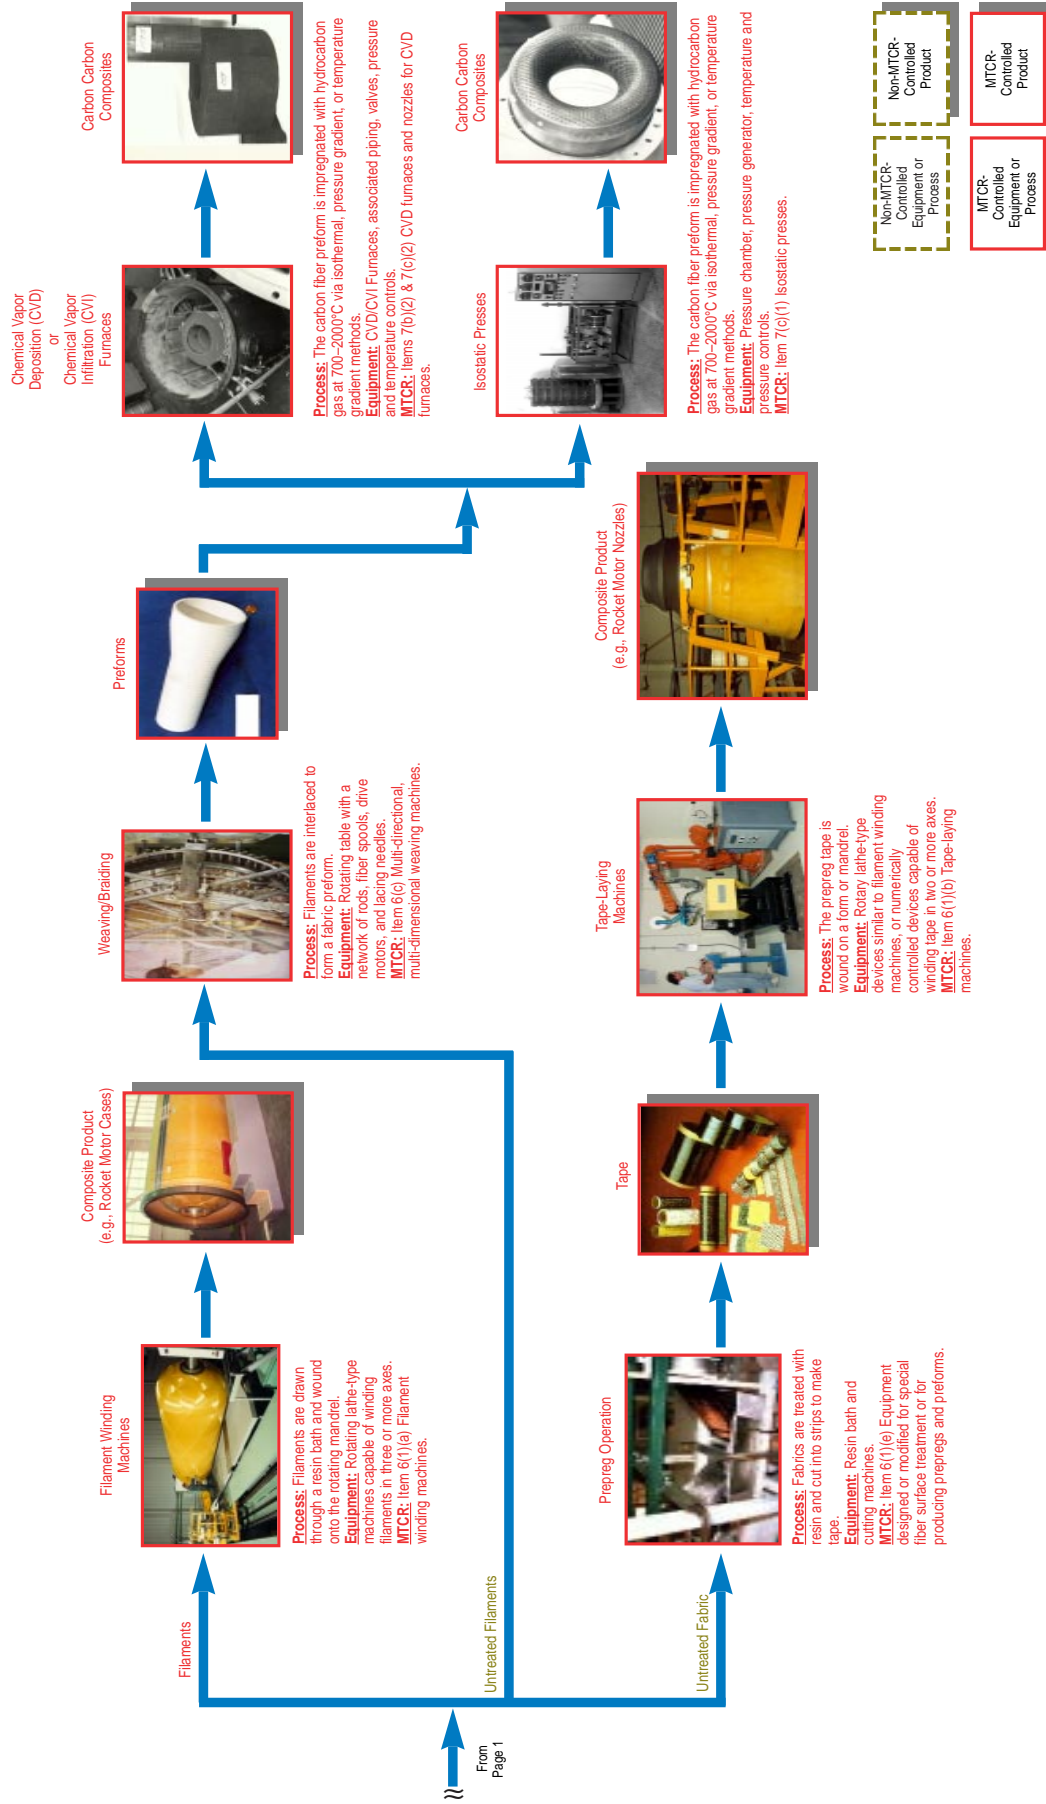 From
Page 1
Filaments
Untreated Filaments
Untreated Fabric
Filament Winding
Machines
Process: Filaments are drawn
through a resin bath and wound
onto the rotating mandrel.
Equipment: Rotating lathe-type
machines capable of winding
filaments in three or more axes.
MTCR: Item 6(1)(a) Filament
winding machines.
Composite Product
(e.g., Rocket Motor Cases)
Weaving/Braiding
Process: Filaments are interlaced to
form a fabric preform.
Equipment: Rotating table with a
network of rods, fiber spools, drive
motors, and lacing needles.
MTCR: Item 6(c) Multi-directional,
multi-dimensional weaving machines.
Preforms
Chemical Vapor
Deposition (CVD)
or
Chemical Vapor
Infiltration (CVI)
Furnaces
Process: The carbon fiber preform is impregnated with hydrocarbon
gas at 700–2000°C via isothermal, pressure gradient, or temperature
gradient methods.
Equipment: CVD/CVI Furnaces, associated piping, valves, pressure
and temperature controls.
MTCR: Items 7(b)(2) & 7(c)(2) CVD furnaces and nozzles for CVD
furnaces.
Carbon Carbon
Composites
Prepreg Operation
Process: Fabrics are treated with
resin and cut into strips to make
tape.
Equipment: Resin bath and
cutting machines.
MTCR: Item 6(1)(e) Equipment
designed or modified for special
fiber surface treatment or for
producing prepregs and preforms.
Tape
Tape-Laying
Machines
Process: The prepreg tape is
wound on a form or mandrel.
Equipment: Rotary lathe-type
devices similar to filament winding
machines, or numerically
controlled devices capable of
winding tape in two or more axes.
MTCR: Item 6(1)(b) Tape-laying
machines.
Composite Product
(e.g., Rocket Motor Nozzles)
Isostatic Presses
Process: The carbon fiber preform is impregnated with hydrocarbon
gas at 700–2000°C via isothermal, pressure gradient, or temperature
gradient methods.
Equipment: Pressure chamber, pressure generator, temperature and
pressure controls.
MTCR: Item 7(c)(1) Isostatic presses.
Carbon Carbon
Composites
Non-MTCR-
Controlled
Equipment or
Process
Non-MTCR-
Controlled
Product
MTCR-
Controlled
Equipment or
Process
MTCR-
Controlled
Product